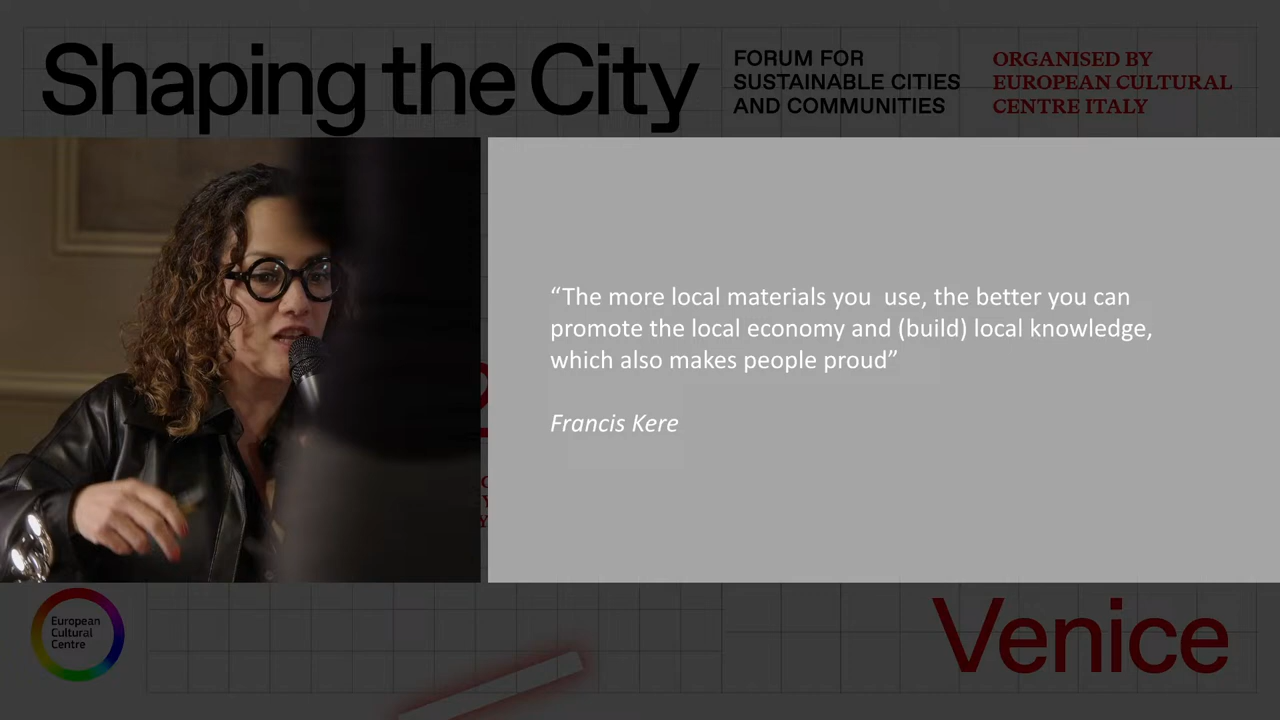 Shaping the City
FORUM FOR
SUSTAINABLE CITIES
AND COMMUNITIES
ORGANISED BY
EUROPEAN CULTURAL
CENTRE ITALY
“The more local materials you  use, the better you can
promote the local economy and (build) local knowledge,
which also makes people proud”
Francis Kere
European
Cultural
Centre
Venice